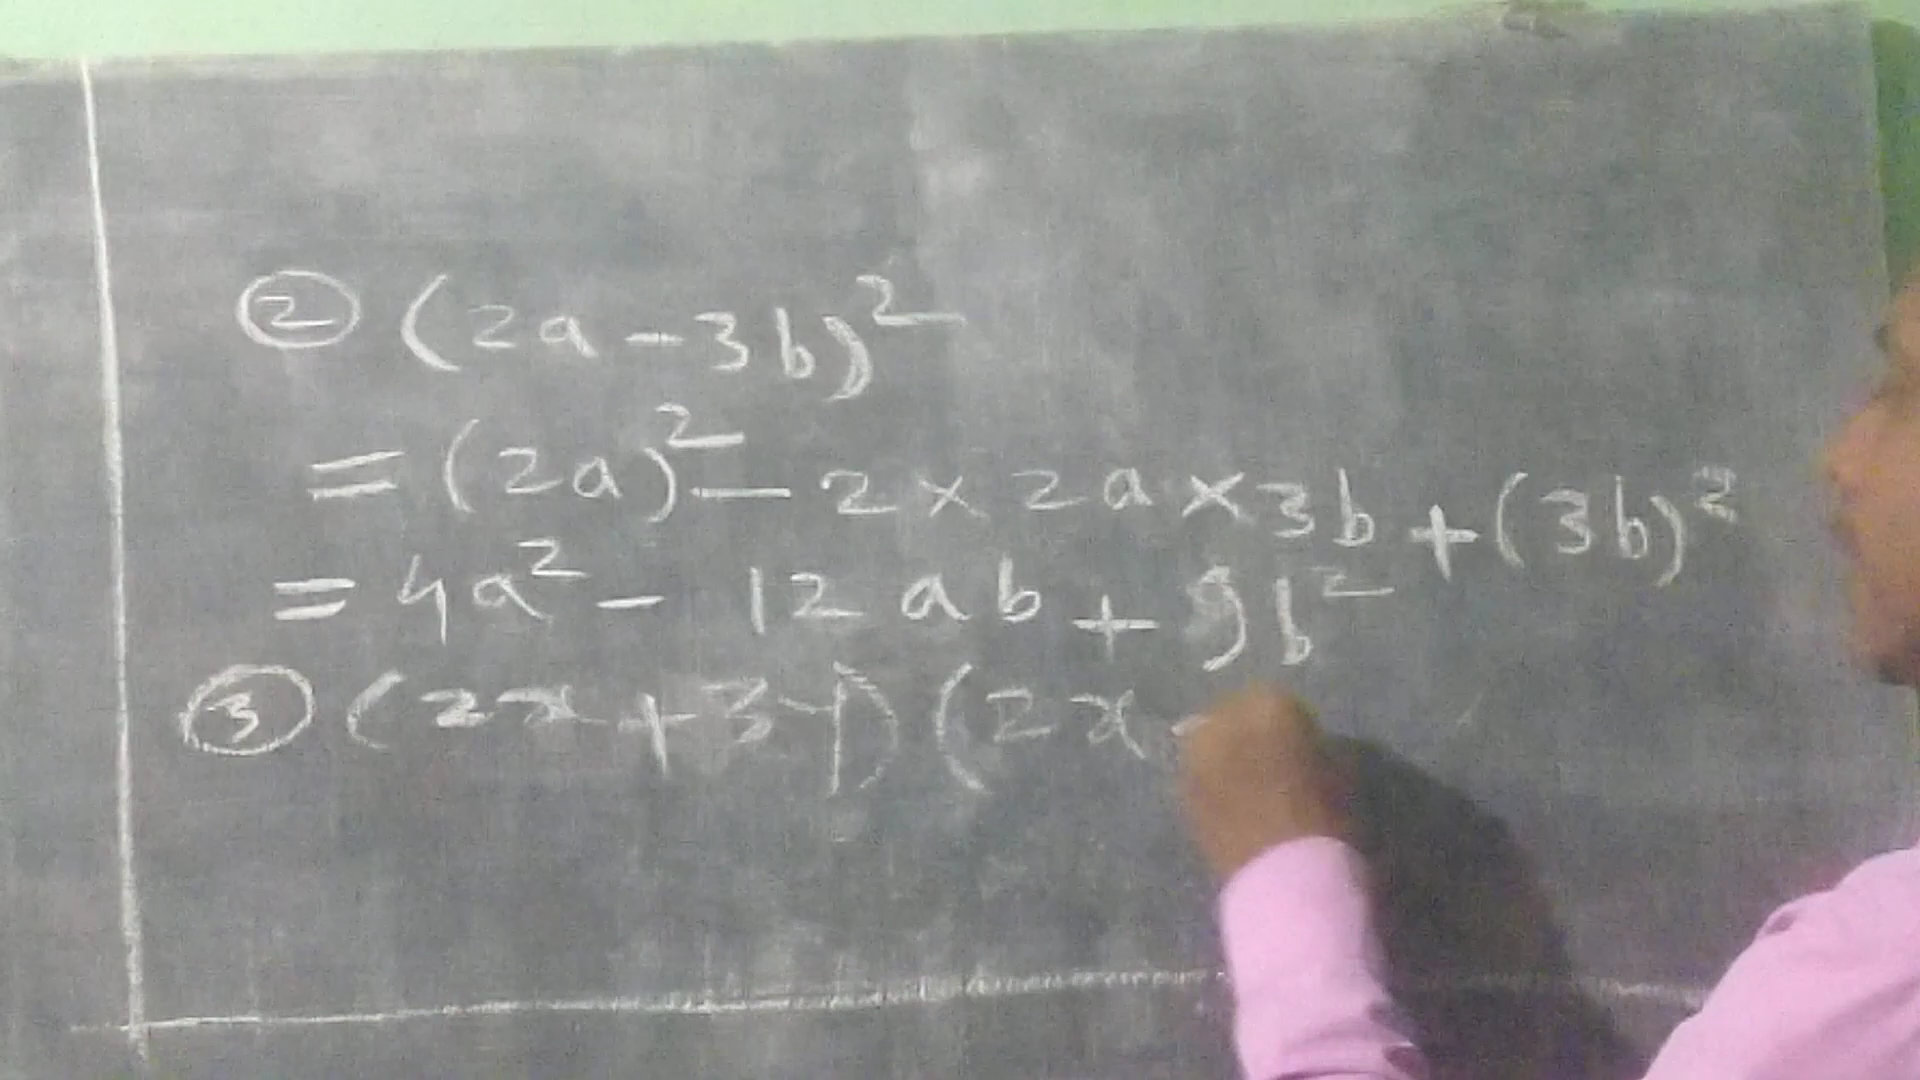 ② (2a-3b)²
= (2a)² - 2 × 2a × 3b + (3b)²
= 4a² - 12ab + 9b²
③ (2x+3y) (2x -